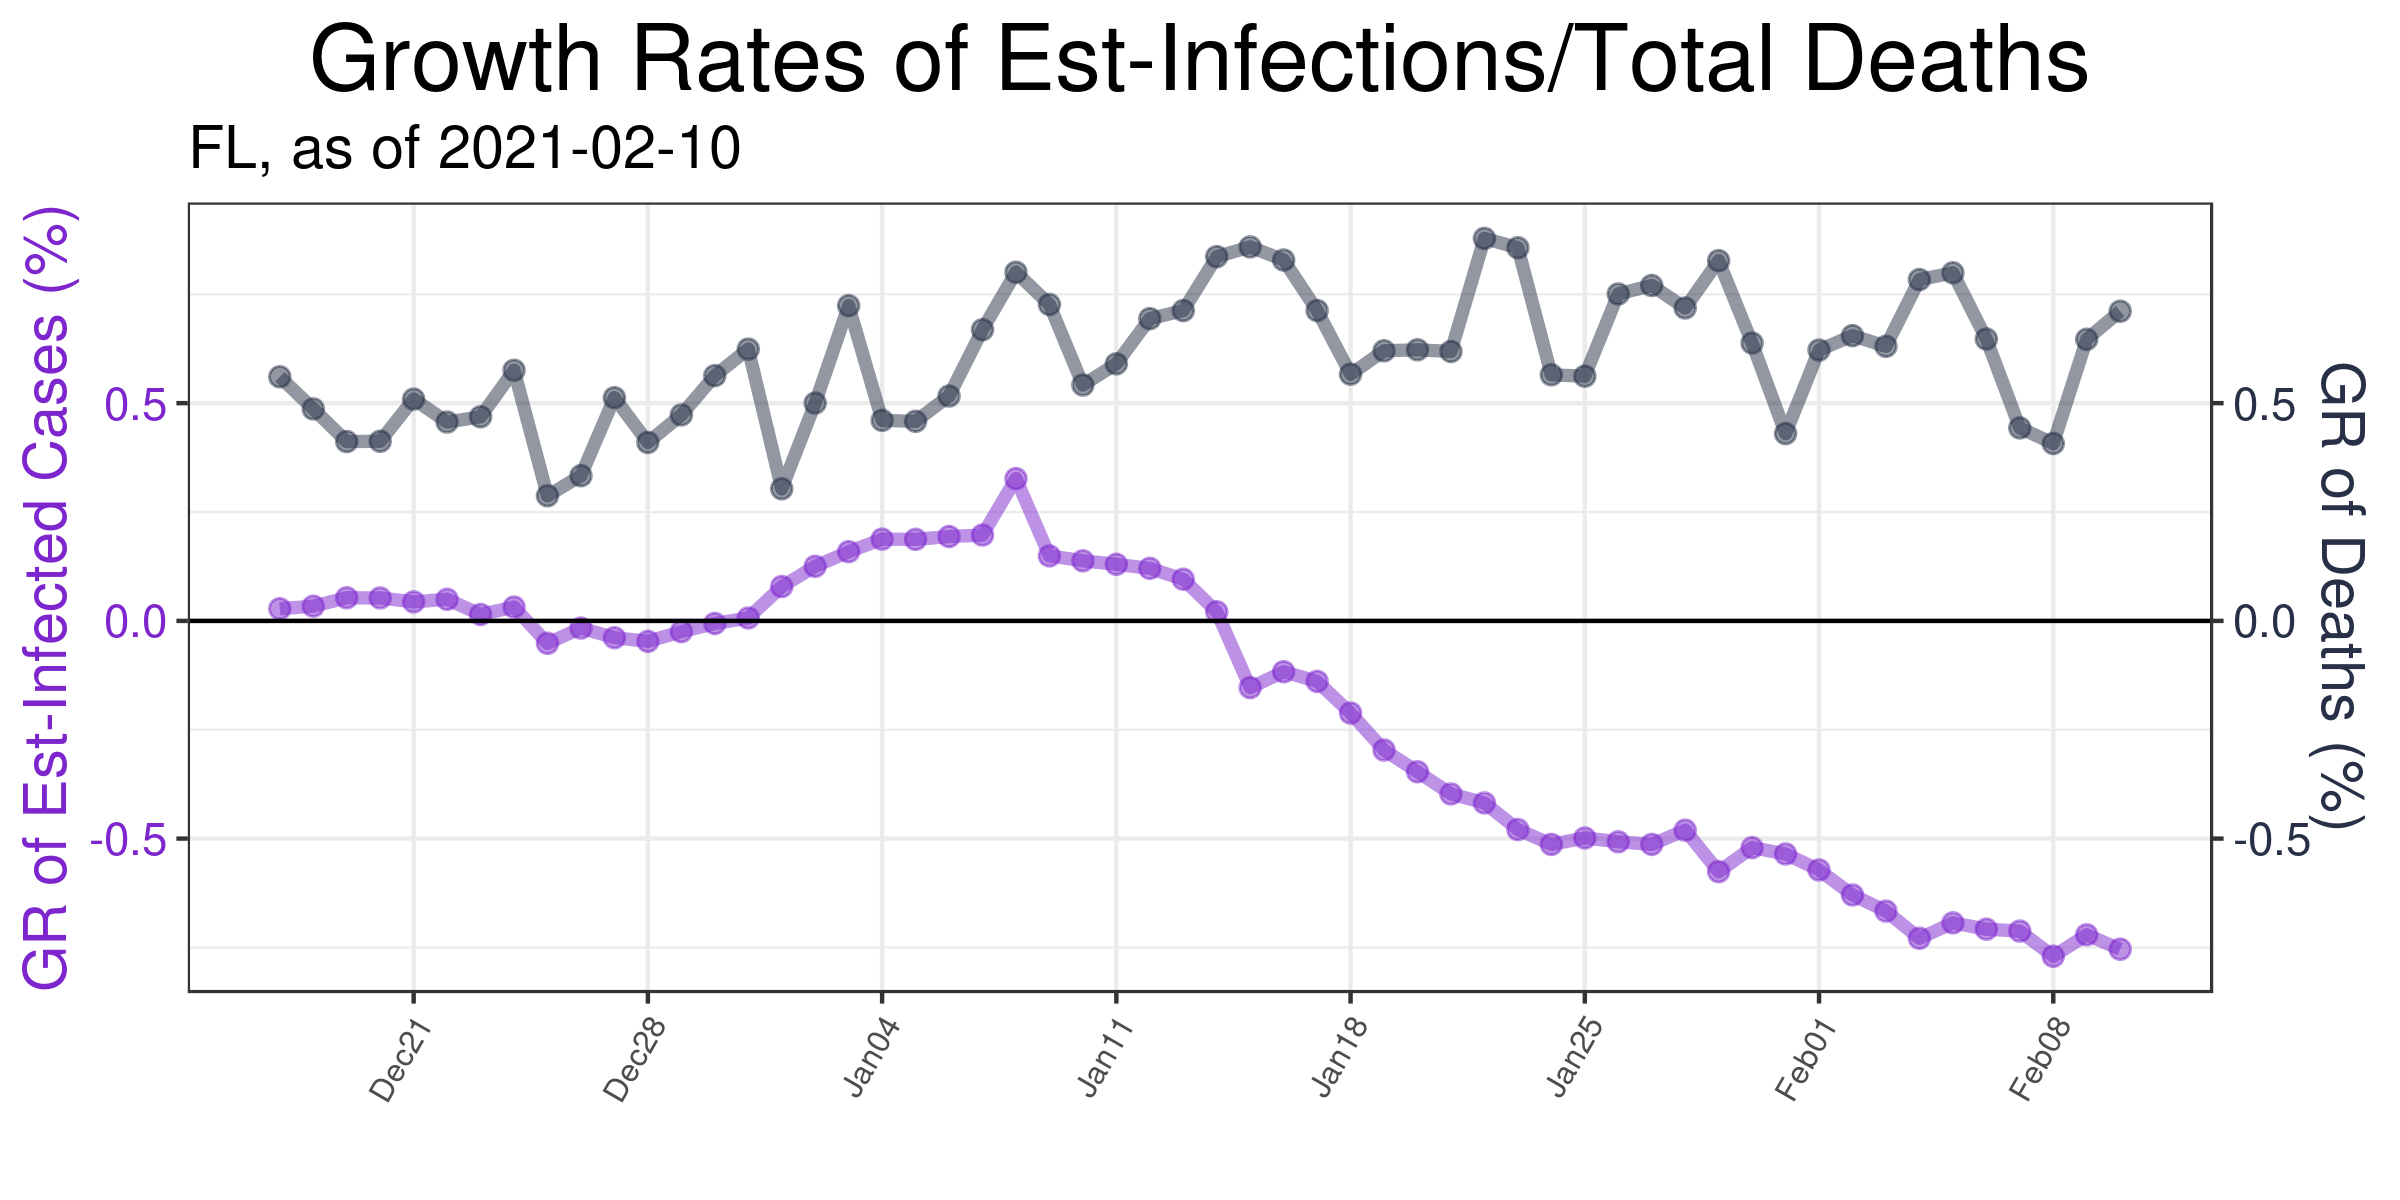 Growth Rates of Est-Infections/Total Deaths
FL, as of 2021-02-10
GR of Est-Infected Cases (%)
0.5
0.0
-0.5
0.5
0.0
-0.5
GR of Deaths (%)
Dec21
Dec28
Jan04
Jan11
Jan18
Jan25
Feb01
Feb08